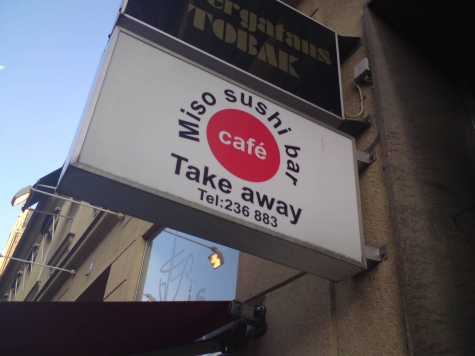 TOBAK
Miso sushi bar
café
Take away
Tel:236 883